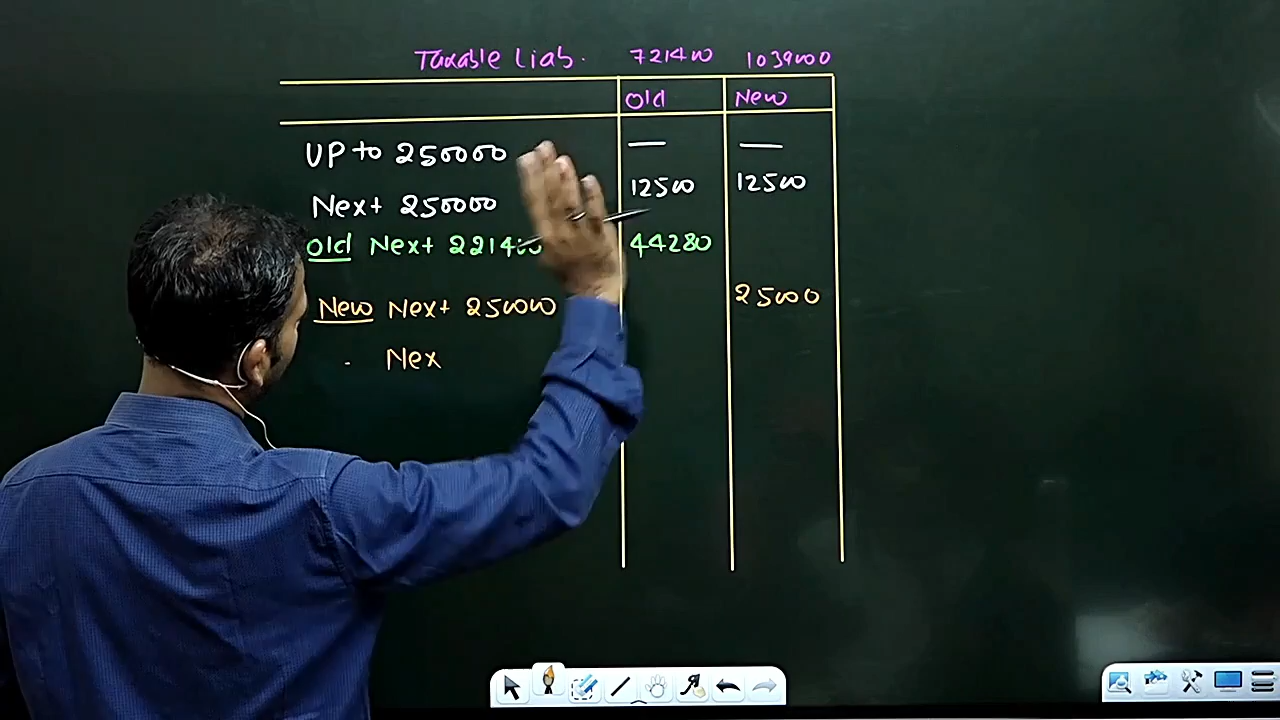 Taxable Liab. 721400 1039000
Old New
UP to 250000 — —
Next 250000 12500 12500
Old Next 221400 44280
New Next 250000 25000
Nex